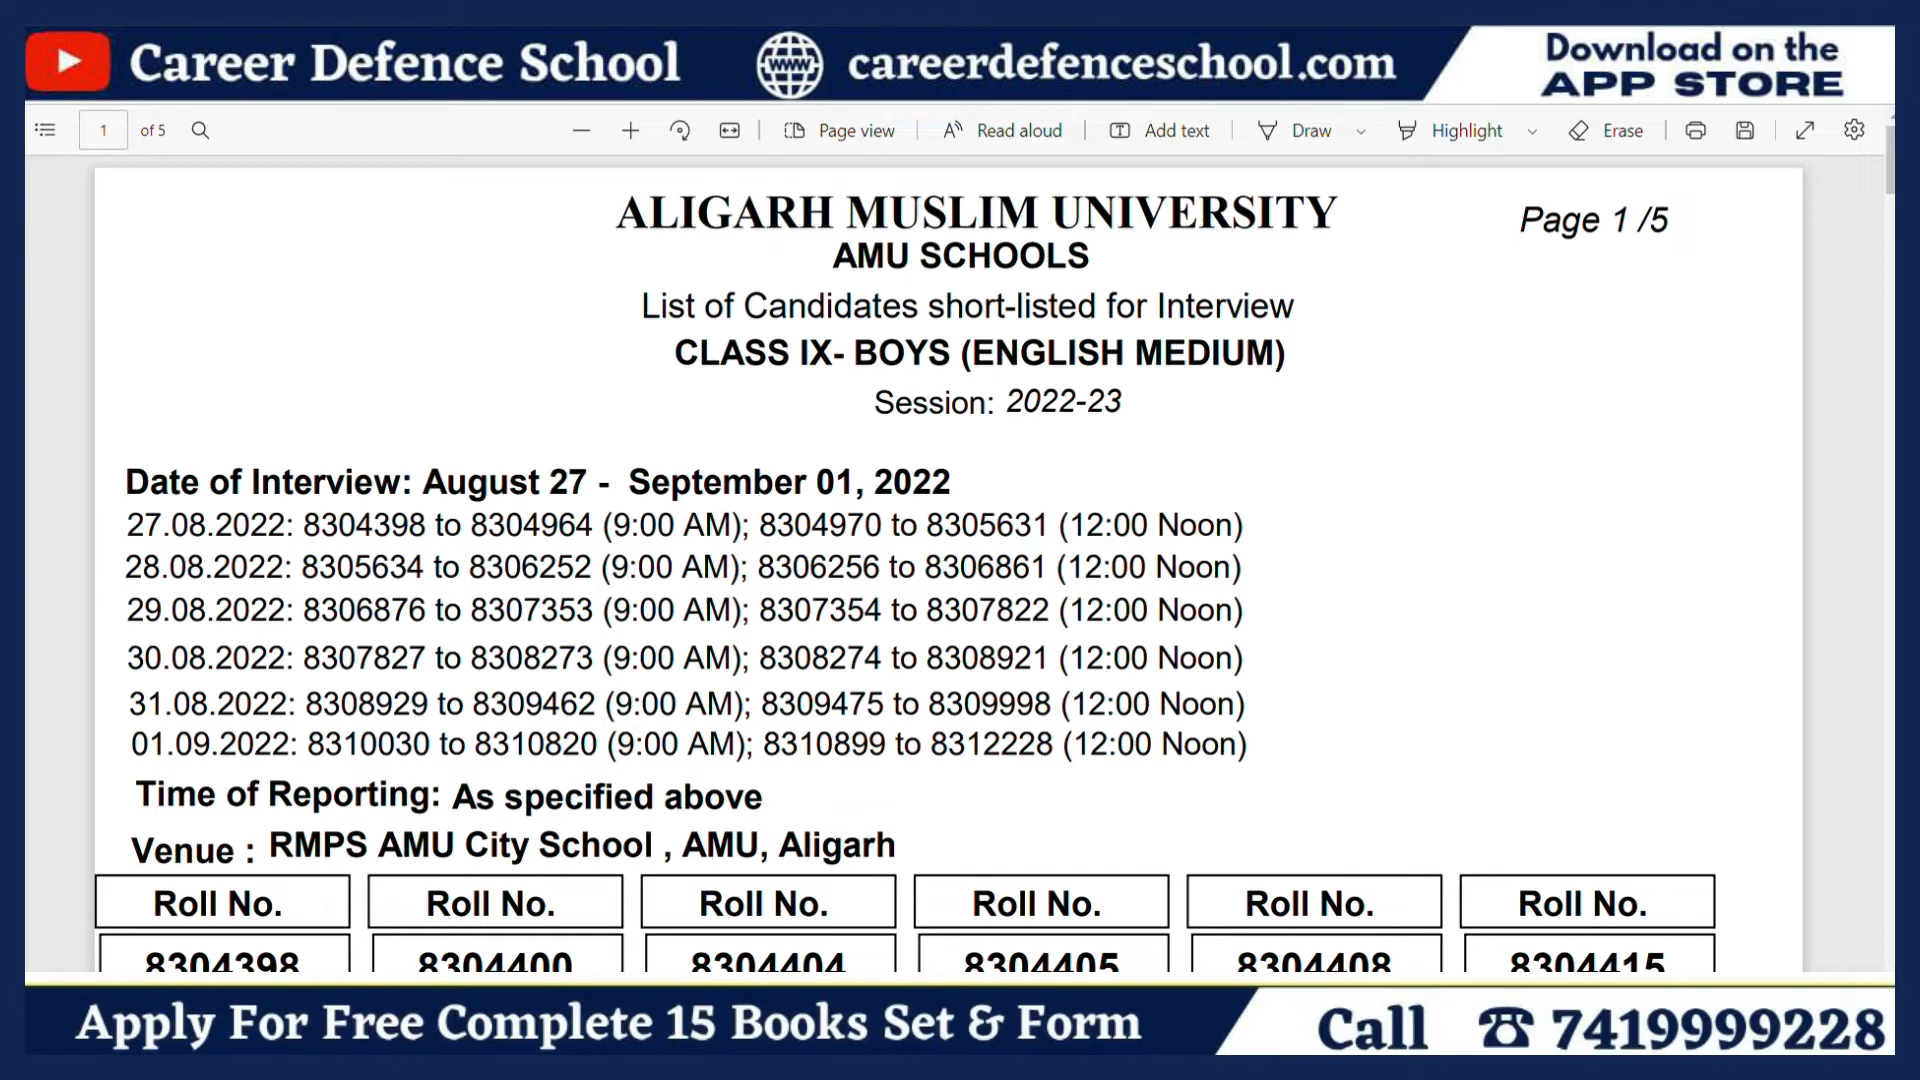 Career Defence School
www
careerdefenceschool.com
Download on the
APP STORE
1 of 5
Page view
Read aloud
Add text
Draw
Highlight
Erase
ALIGARH MUSLIM UNIVERSITY
Page 1 /5
AMU SCHOOLS
List of Candidates short-listed for Interview
CLASS IX- BOYS (ENGLISH MEDIUM)
Session: 2022-23
Date of Interview: August 27 - September 01, 2022
27.08.2022: 8304398 to 8304964 (9:00 AM); 8304970 to 8305631 (12:00 Noon)
28.08.2022: 8305634 to 8306252 (9:00 AM); 8306256 to 8306861 (12:00 Noon)
29.08.2022: 8306876 to 8307353 (9:00 AM); 8307354 to 8307822 (12:00 Noon)
30.08.2022: 8307827 to 8308273 (9:00 AM); 8308274 to 8308921 (12:00 Noon)
31.08.2022: 8308929 to 8309462 (9:00 AM); 8309475 to 8309998 (12:00 Noon)
01.09.2022: 8310030 to 8310820 (9:00 AM); 8310899 to 8312228 (12:00 Noon)
Time of Reporting: As specified above
Venue : RMPS AMU City School , AMU, Aligarh
Roll No. Roll No. Roll No. Roll No. Roll No. Roll No.
8304398 8304400 8304404 8304405 8304408 8304415
Apply For Free Complete 15 Books Set & Form
Call ☎ 7419999228